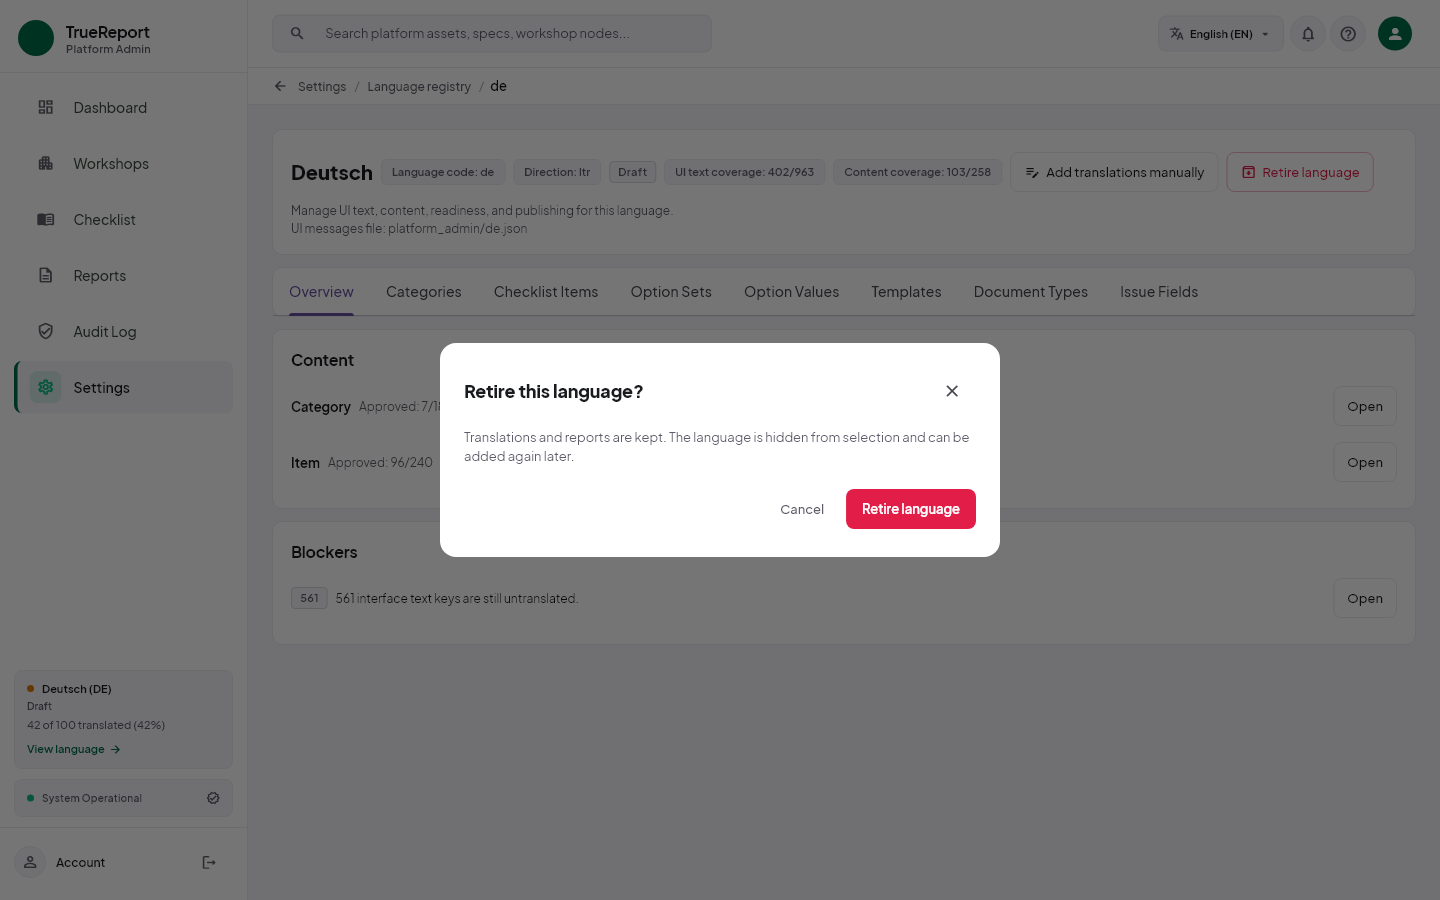 TrueReport
Platform Admin
Search platform assets, specs, workshop nodes...
English (EN)
Settings / Language registry / de
Dashboard
Workshops
Checklist
Reports
Audit Log
Settings
Deutsch
Language code: de
Direction: ltr
Draft
UI text coverage: 402/963
Content coverage: 103/258
Add translations manually
Retire language
Manage UI text, content, readiness, and publishing for this language.
UI messages file: platform_admin/de.json
Overview
Categories
Checklist Items
Option Sets
Option Values
Templates
Document Types
Issue Fields
Content
Category Approved:
Open
Item Approved: 96/240
Open
Retire this language?
Translations and reports are kept. The language is hidden from selection and can be
added again later.
Cancel
Retire language
Blockers
561 561 interface text keys are still untranslated.
Open
Deutsch (DE)
Draft
42 of 100 translated (42%)
View language
System Operational
Account